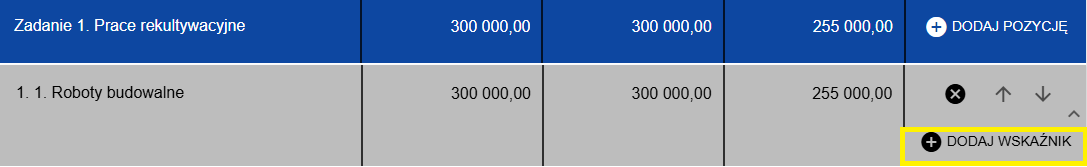 Zadanie 1. Prace rekultywacyjne 300 000,00 300 000,00 255 000,00 DODAJ POZYCJĘ
1. 1. Roboty budowalne 300 000,00 300 000,00 255 000,00
DODAJ WSKAŹNIK